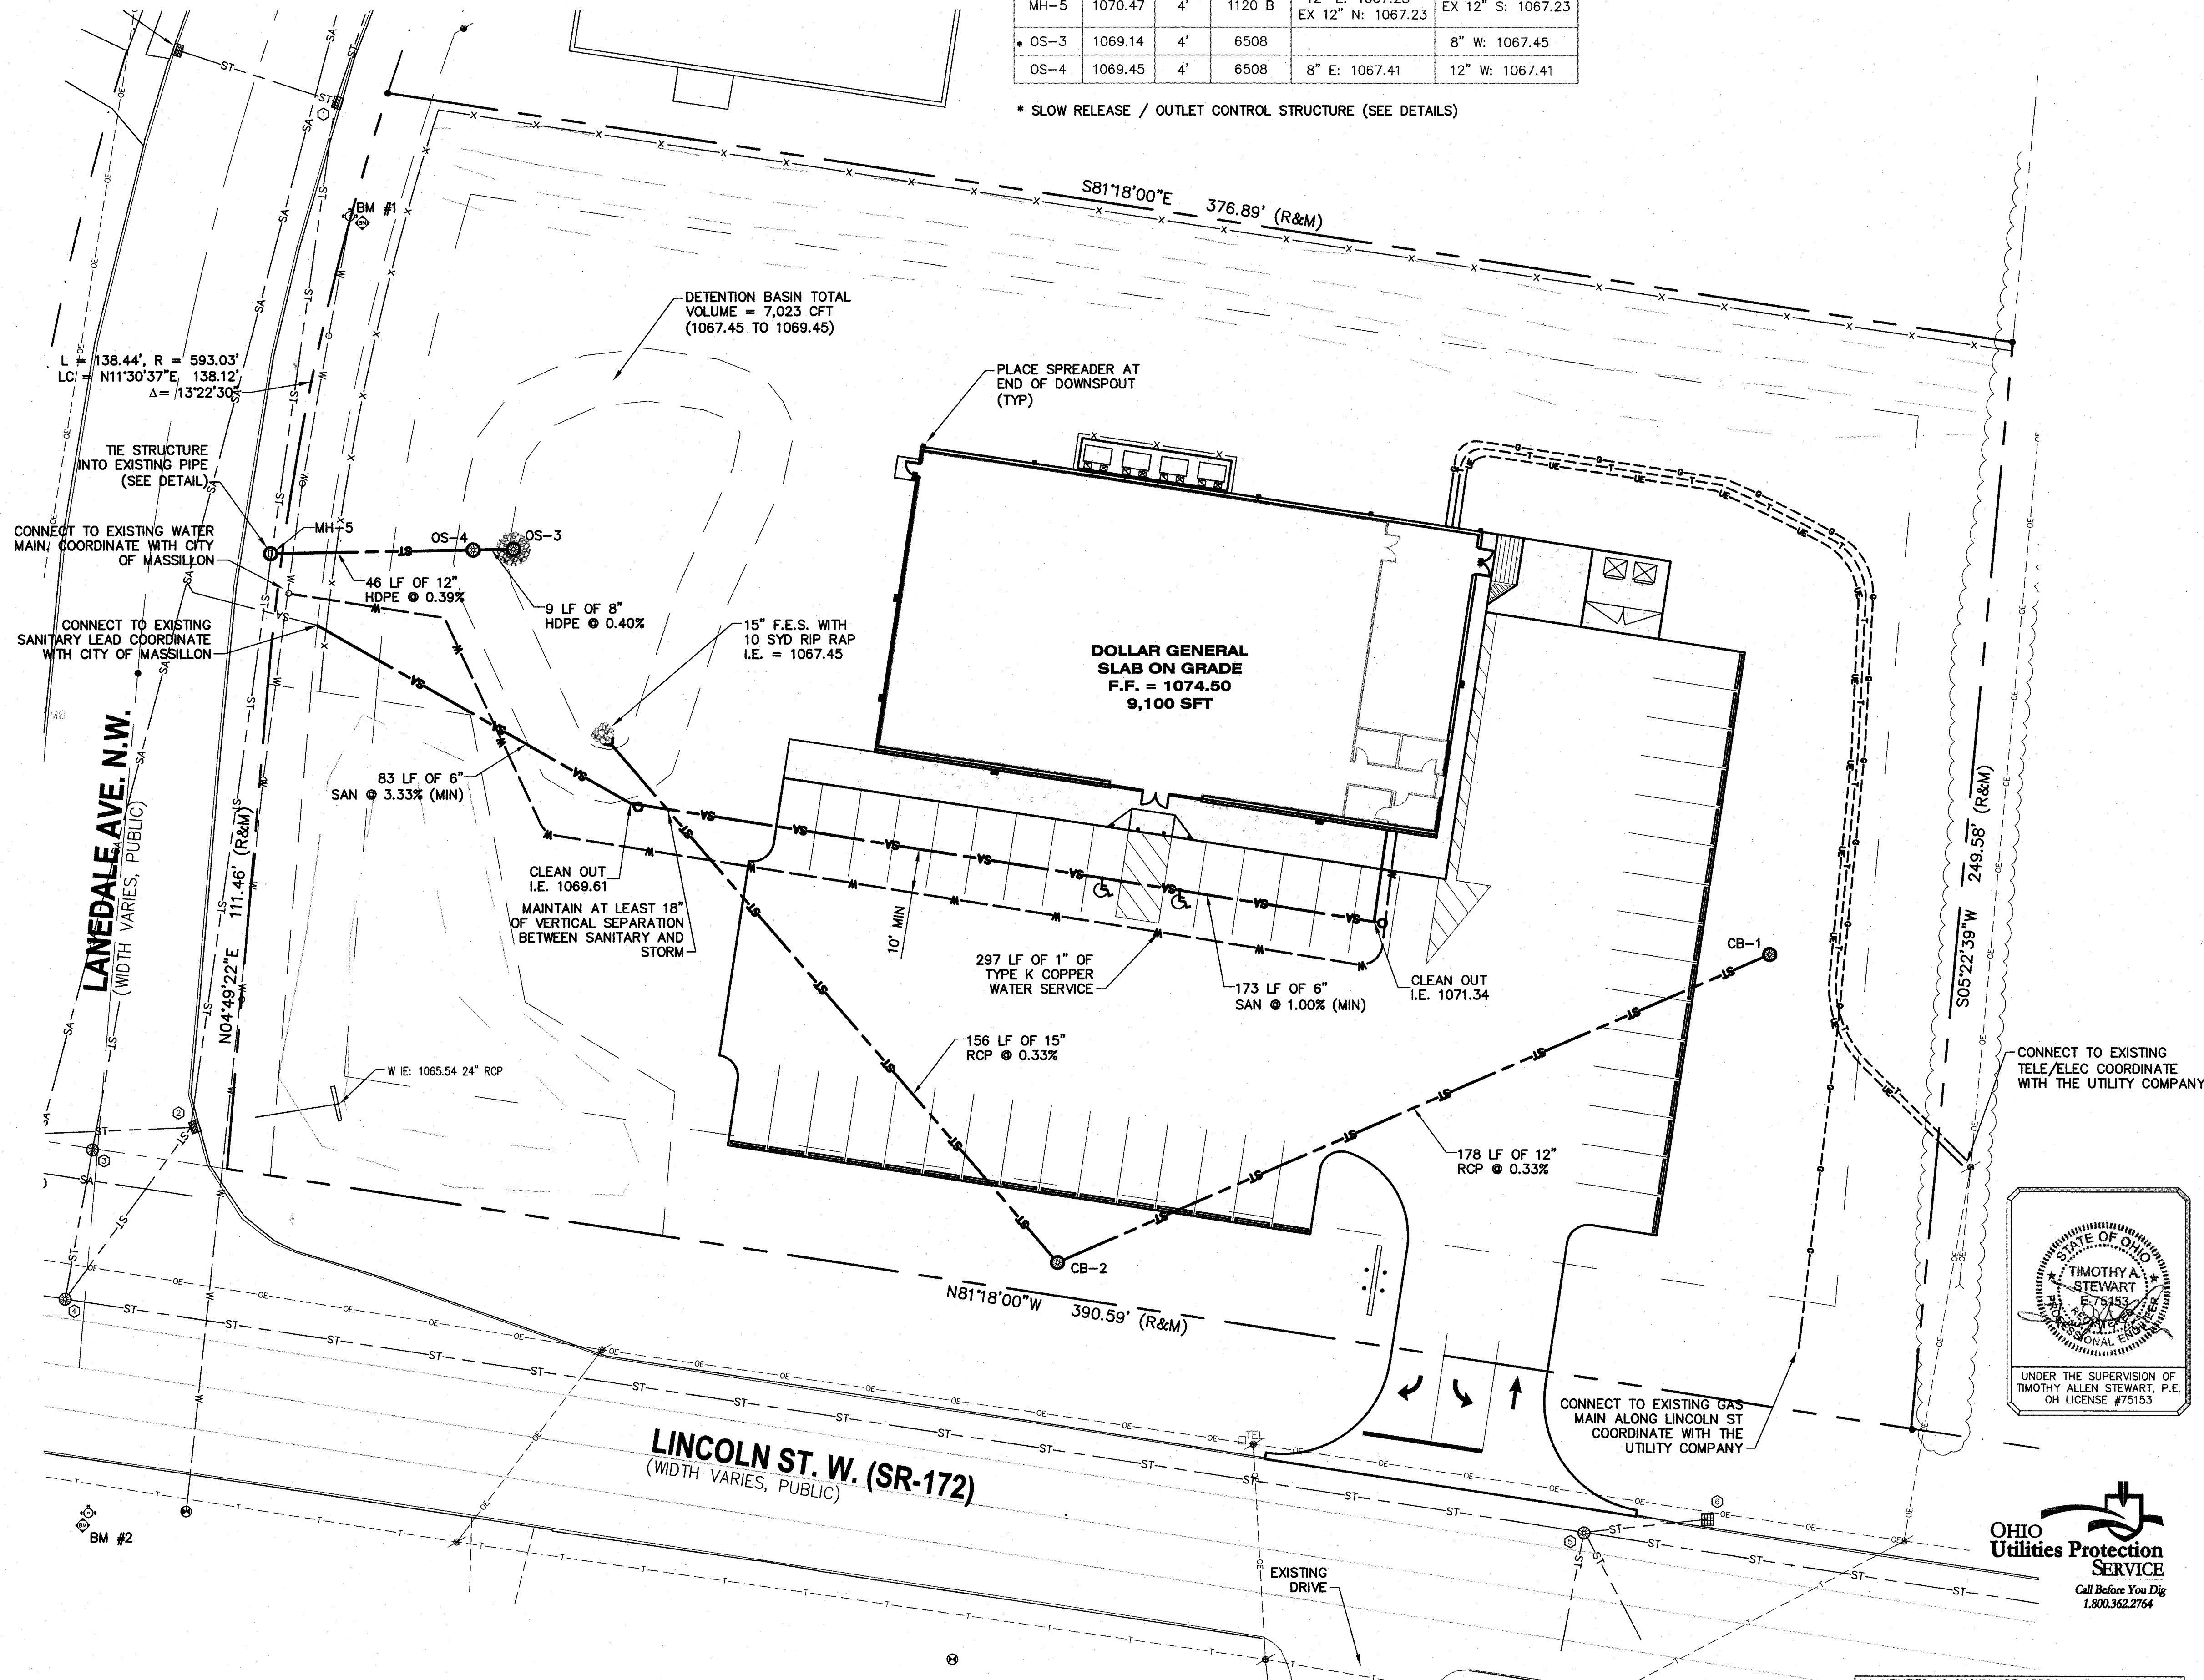 MH-5 1070.47 4' 1120 B EX 12" N: 1067.23 EX 12" S: 1067.23
* OS-3 1069.14 4' 6508 8" W: 1067.45
OS-4 1069.45 4' 6508 8" E: 1067.41 12" W: 1067.41
* SLOW RELEASE / OUTLET CONTROL STRUCTURE (SEE DETAILS)
S81°18'00"E 376.89' (R&M)
BM #1
DETENTION BASIN TOTAL
VOLUME = 7,023 CFT
(1067.45 TO 1069.45)
L = 138.44', R = 593.03'
LC = N11°30'37"E 138.12'
Δ= 13°22'30"
PLACE SPREADER AT
END OF DOWNSPOUT
(TYP)
TIE STRUCTURE
INTO EXISTING PIPE
(SEE DETAIL)
MH-5
OS-4
OS-3
CONNECT TO EXISTING WATER
MAIN, COORDINATE WITH CITY
OF MASSILLON
46 LF OF 12"
HDPE @ 0.39%
9 LF OF 8"
HDPE @ 0.40%
CONNECT TO EXISTING
SANITARY LEAD COORDINATE
WITH CITY OF MASSILLON
15" F.E.S. WITH
10 SYD RIP RAP
I.E. = 1067.45
DOLLAR GENERAL
SLAB ON GRADE
F.F. = 1074.50
9,100 SFT
MB
LANEDALE AVE. N.W.
(WIDTH VARIES, PUBLIC)
N04°49'22"E 111.46' (R&M)
83 LF OF 6"
SAN @ 3.33% (MIN)
CLEAN OUT
I.E. 1069.61
MAINTAIN AT LEAST 18"
OF VERTICAL SEPARATION
BETWEEN SANITARY AND
STORM
10' MIN
297 LF OF 1" OF
TYPE K COPPER
WATER SERVICE
173 LF OF 6"
SAN @ 1.00% (MIN)
CLEAN OUT
I.E. 1071.34
CB-1
S05°22'39"W 249.58' (R&M)
W IE: 1065.54 24" RCP
156 LF OF 15"
RCP @ 0.33%
CONNECT TO EXISTING
TELE/ELEC COORDINATE
WITH THE UTILITY COMPANY
178 LF OF 12"
RCP @ 0.33%
CB-2
N81°18'00"W 390.59' (R&M)
STATE OF OHIO
TIMOTHY A.
STEWART
E-75153
REGISTERED
PROFESSIONAL ENGINEER
UNDER THE SUPERVISION OF
TIMOTHY ALLEN STEWART, P.E.
OH LICENSE #75153
CONNECT TO EXISTING GAS
MAIN ALONG LINCOLN ST
COORDINATE WITH THE
UTILITY COMPANY
TEL
LINCOLN ST. W. (SR-172)
(WIDTH VARIES, PUBLIC)
BM #2
EXISTING
DRIVE
OHIO
Utilities Protection
SERVICE
Call Before You Dig
1.800.362.2764